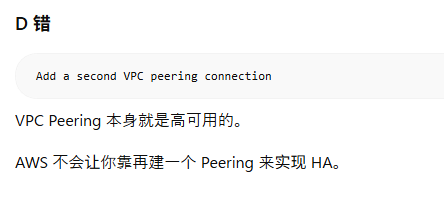 D 错
Add a second VPC peering connection
VPC Peering 本身就是高可用的。
AWS 不会让你靠再建一个 Peering 来实现 HA。